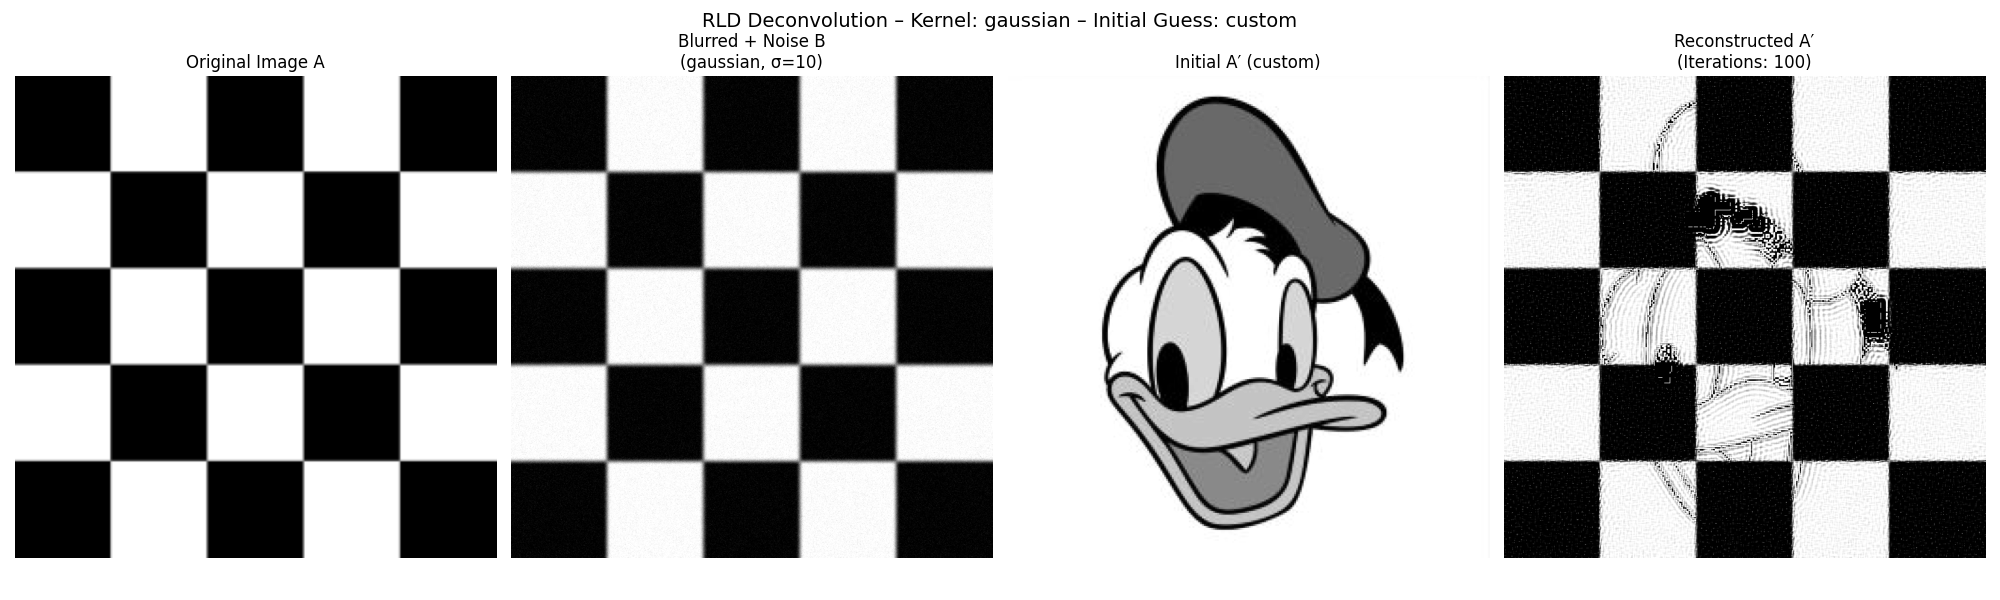 RLD Deconvolution – Kernel: gaussian – Initial Guess: custom
Original Image A
Blurred + Noise B
(gaussian, σ=10)
Initial A′ (custom)
Reconstructed A′
(Iterations: 100)